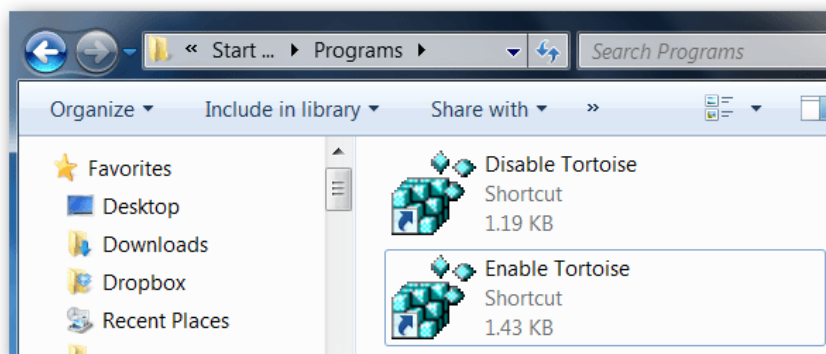 « Start ... Programs
Search Programs
Organize Include in library Share with »
Favorites
Desktop
Downloads
Dropbox
Recent Places
Disable Tortoise
Shortcut
1.19 KB
Enable Tortoise
Shortcut
1.43 KB